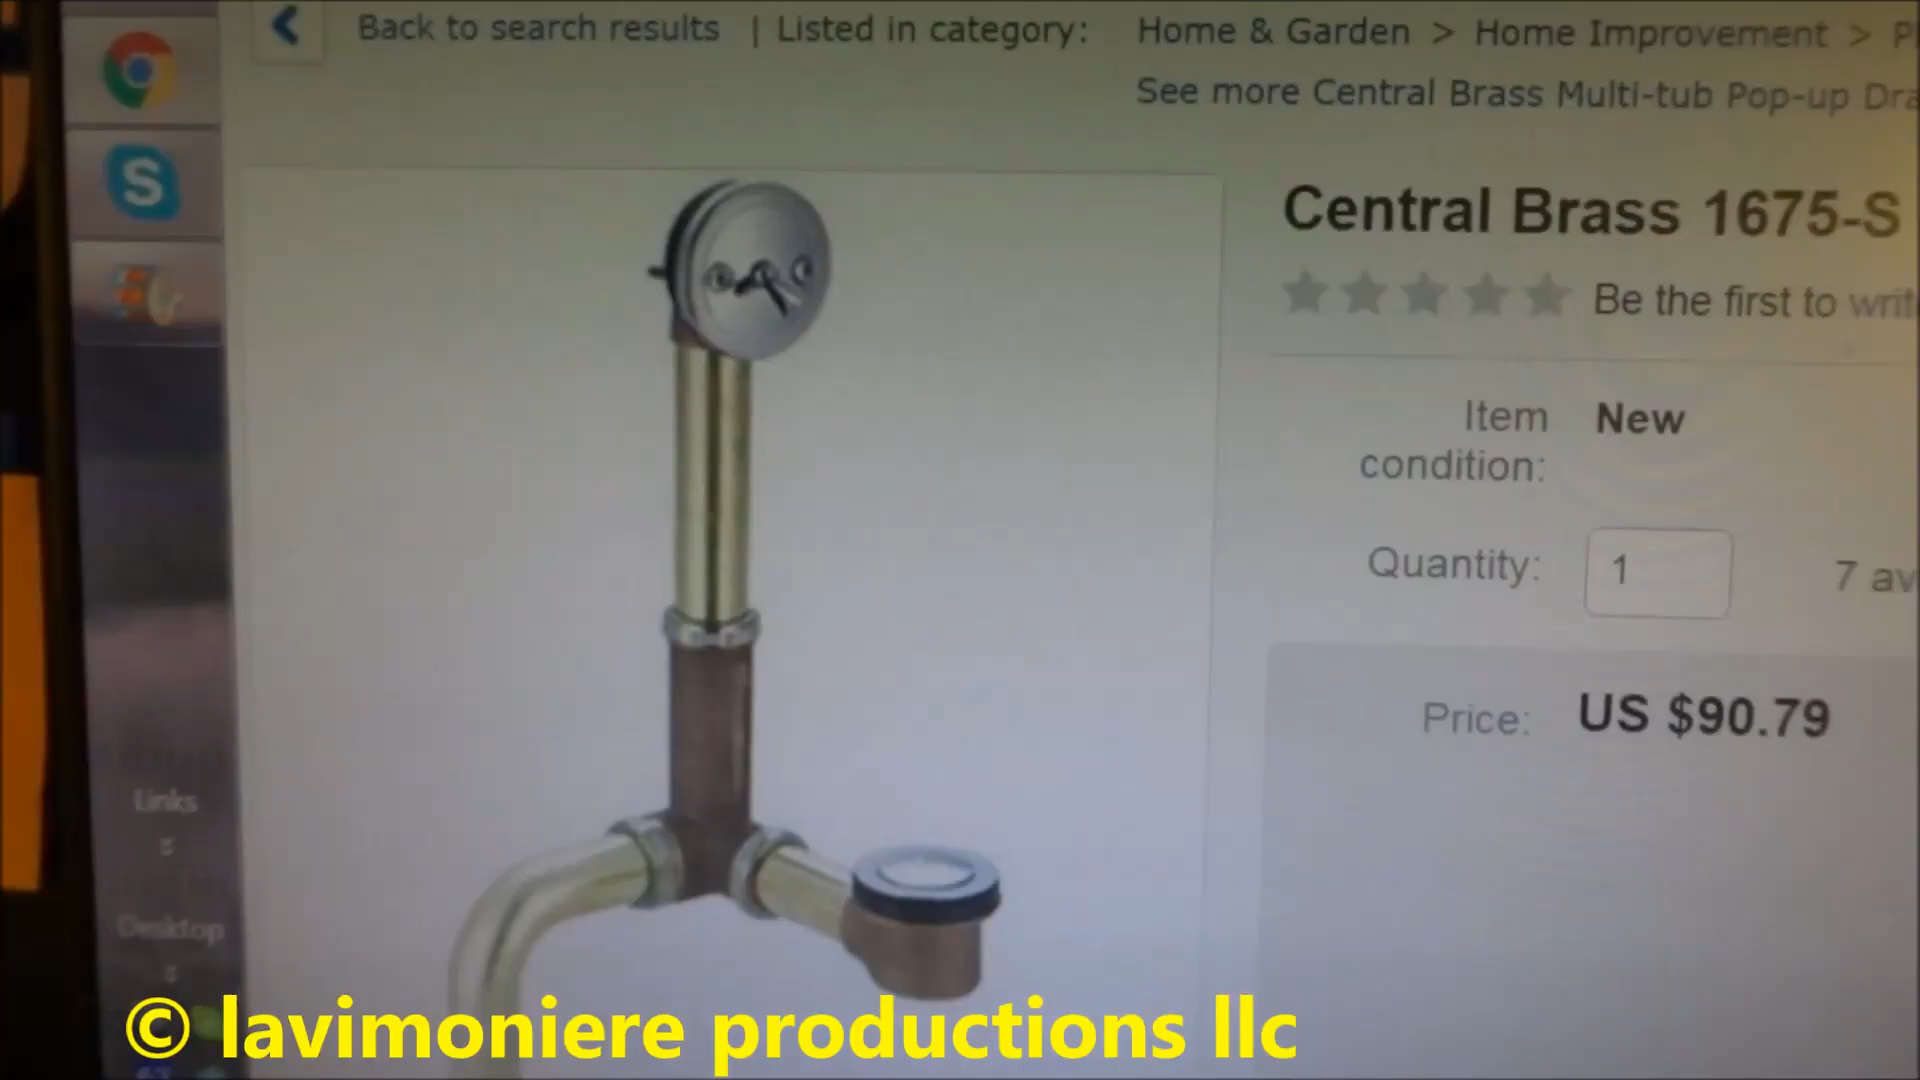 Back to search results | Listed in category: Home & Garden > Home Improvement >
See more Central Brass Multi-tub Pop-up
Central Brass 1675-S
Be the first to
Item condition: New
Quantity: 1 7
Price: US $90.79
S
Links
Desktop
© lavimoniere productions llc